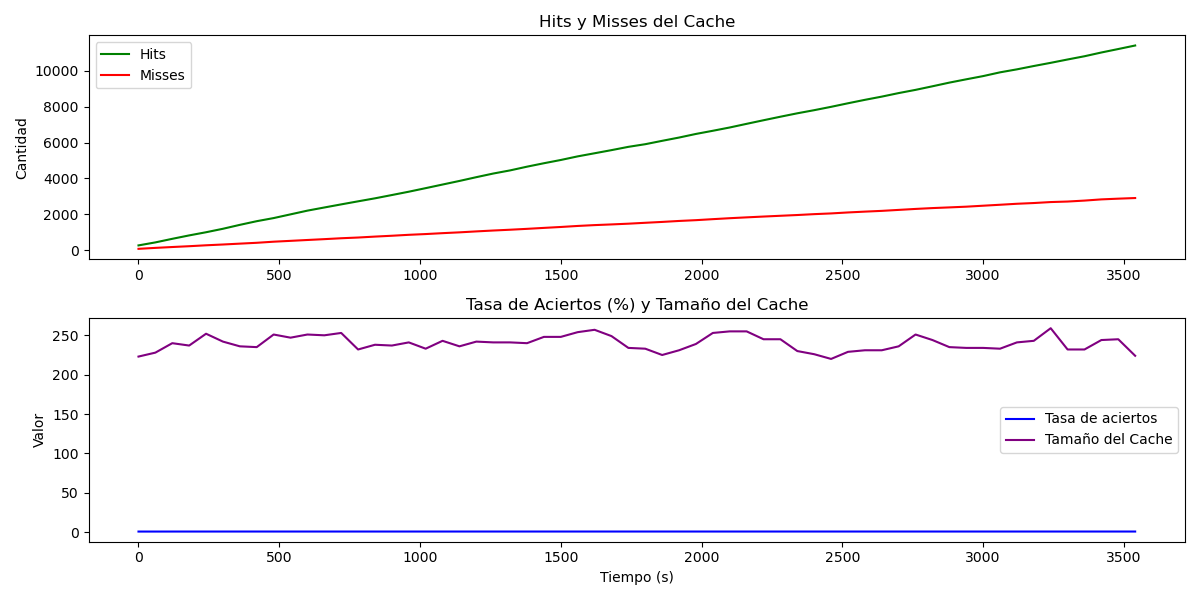 Hits y Misses del Cache
Hits
Misses
Cantidad
10000
8000
6000
4000
2000
0
0 500 1000 1500 2000 2500 3000 3500
Tasa de Aciertos (%) y Tamaño del Cache
250
200
150
100
50
0
Valor
Tasa de aciertos
Tamaño del Cache
0 500 1000 1500 2000 2500 3000 3500
Tiempo (s)